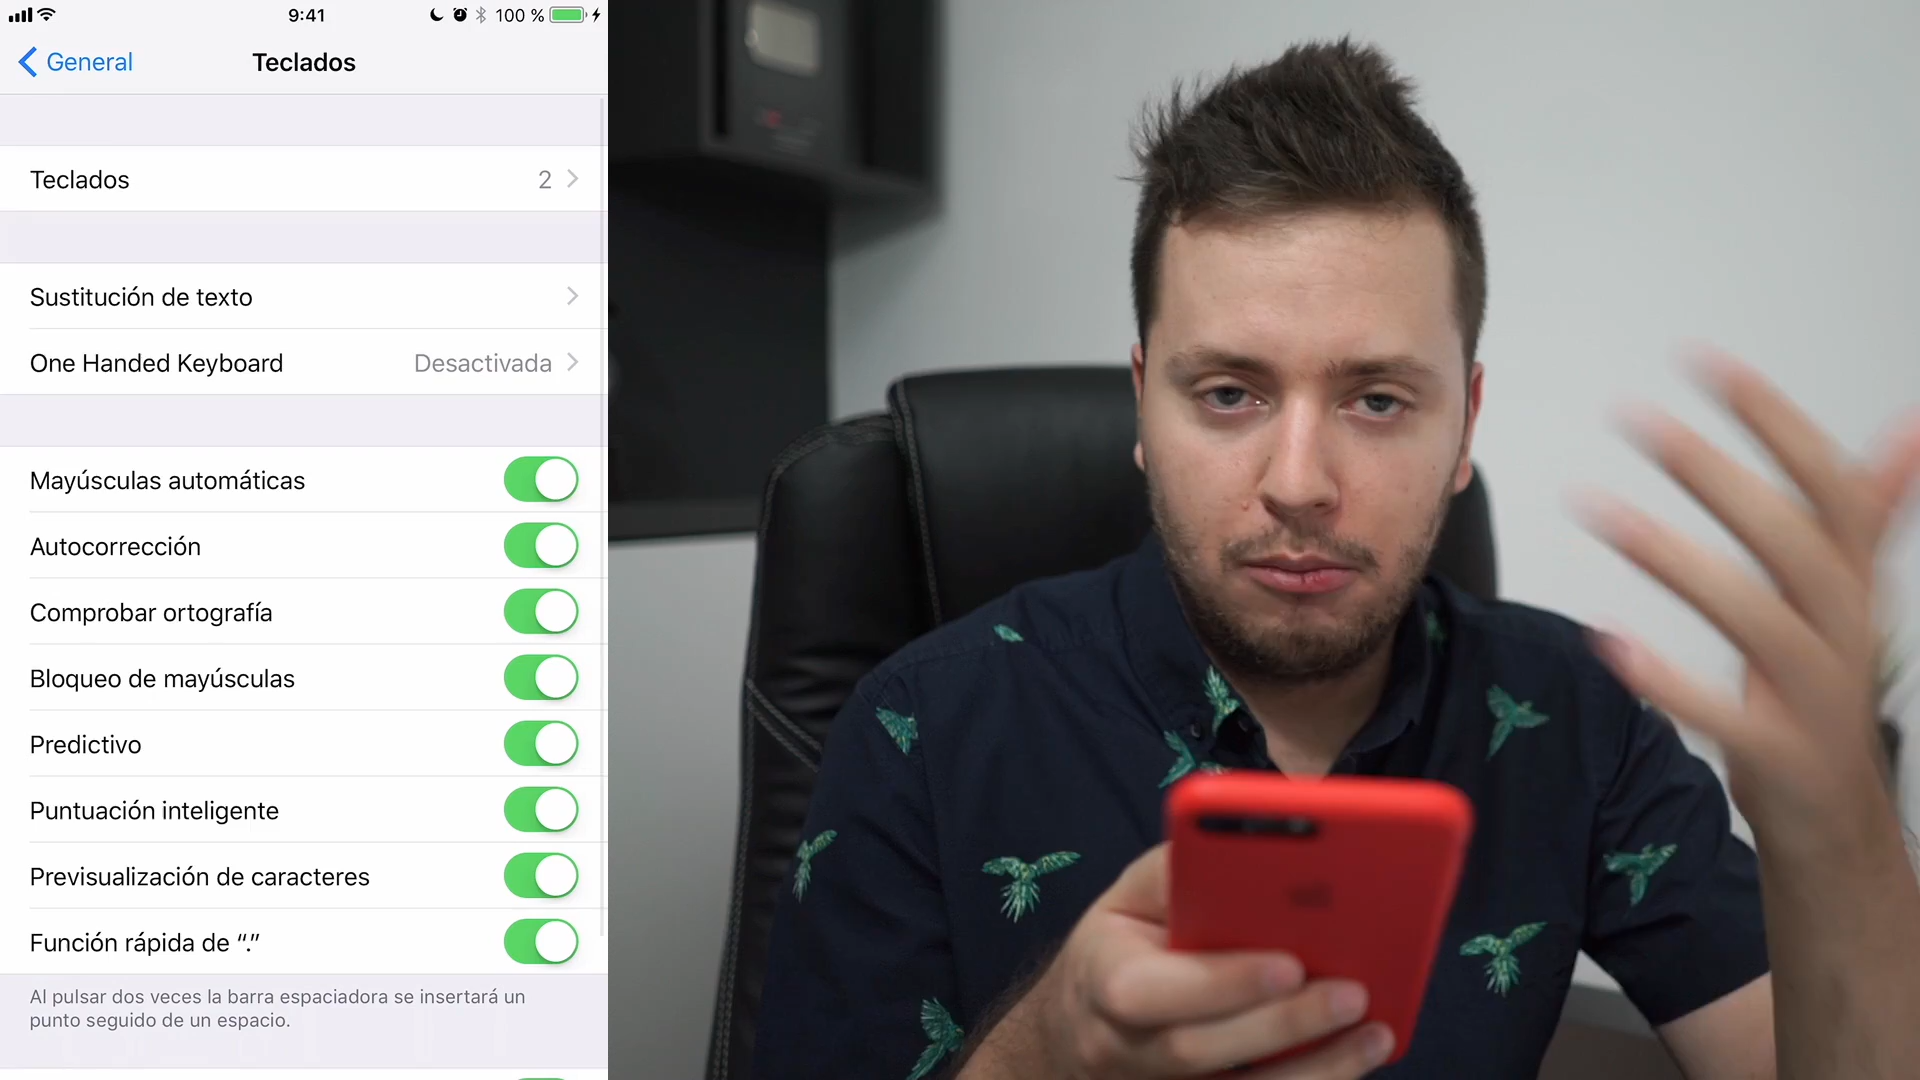 9:41
100 %
General
Teclados
Teclados 2
Sustitución de texto
One Handed Keyboard Desactivada
Mayúsculas automáticas
Autocorrección
Comprobar ortografía
Bloqueo de mayúsculas
Predictivo
Puntuación inteligente
Previsualización de caracteres
Función rápida de “.”
Al pulsar dos veces la barra espaciadora se insertará un
punto seguido de un espacio.